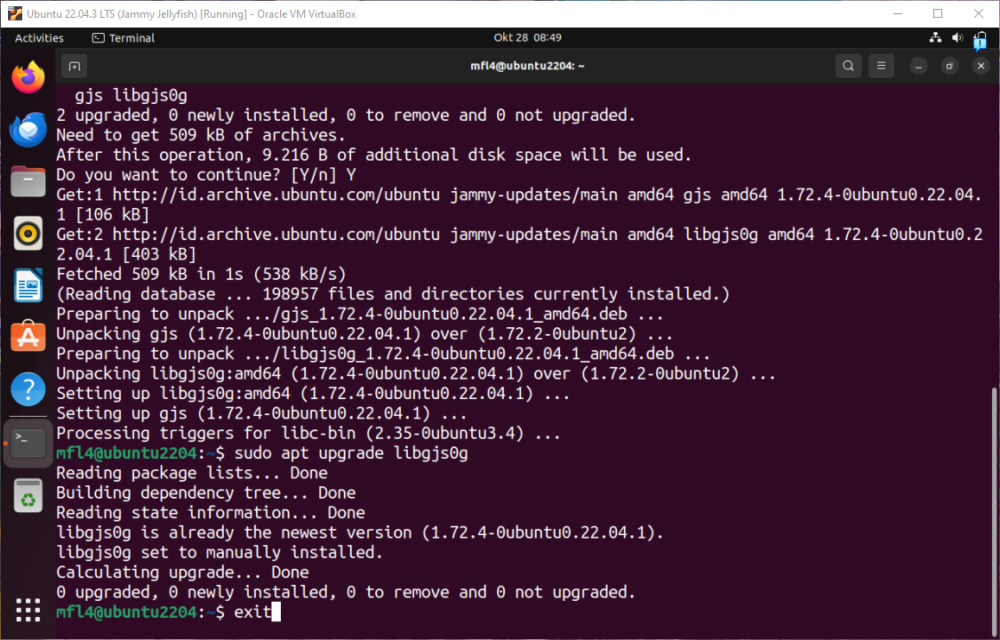 Ubuntu 22.04.3 LTS (Jammy Jellyfish) [Running] - Oracle VM VirtualBox
Activities Terminal Okt 28 08:49
mfl4@ubuntu2204: ~
gjs libgjs0g
2 upgraded, 0 newly installed, 0 to remove and 0 not upgraded.
Need to get 509 kB of archives.
After this operation, 9.216 B of additional disk space will be used.
Do you want to continue? [Y/n] Y
Get:1 http://id.archive.ubuntu.com/ubuntu jammy-updates/main amd64 gjs amd64 1.72.4-0ubuntu0.22.04.
1 [106 kB]
Get:2 http://id.archive.ubuntu.com/ubuntu jammy-updates/main amd64 libgjs0g amd64 1.72.4-0ubuntu0.2
2.04.1 [403 kB]
Fetched 509 kB in 1s (538 kB/s)
(Reading database ... 198957 files and directories currently installed.)
Preparing to unpack .../gjs_1.72.4-0ubuntu0.22.04.1_amd64.deb ...
Unpacking gjs (1.72.4-0ubuntu0.22.04.1) over (1.72.2-0ubuntu2) ...
Preparing to unpack .../libgjs0g_1.72.4-0ubuntu0.22.04.1_amd64.deb ...
Unpacking libgjs0g:amd64 (1.72.4-0ubuntu0.22.04.1) over (1.72.2-0ubuntu2) ...
Setting up libgjs0g:amd64 (1.72.4-0ubuntu0.22.04.1) ...
Setting up gjs (1.72.4-0ubuntu0.22.04.1) ...
Processing triggers for libc-bin (2.35-0ubuntu3.4) ...
mfl4@ubuntu2204:~$ sudo apt upgrade libgjs0g
Reading package lists... Done
Building dependency tree... Done
Reading state information... Done
libgjs0g is already the newest version (1.72.4-0ubuntu0.22.04.1).
libgjs0g set to manually installed.
Calculating upgrade... Done
0 upgraded, 0 newly installed, 0 to remove and 0 not upgraded.
mfl4@ubuntu2204:~$ exit